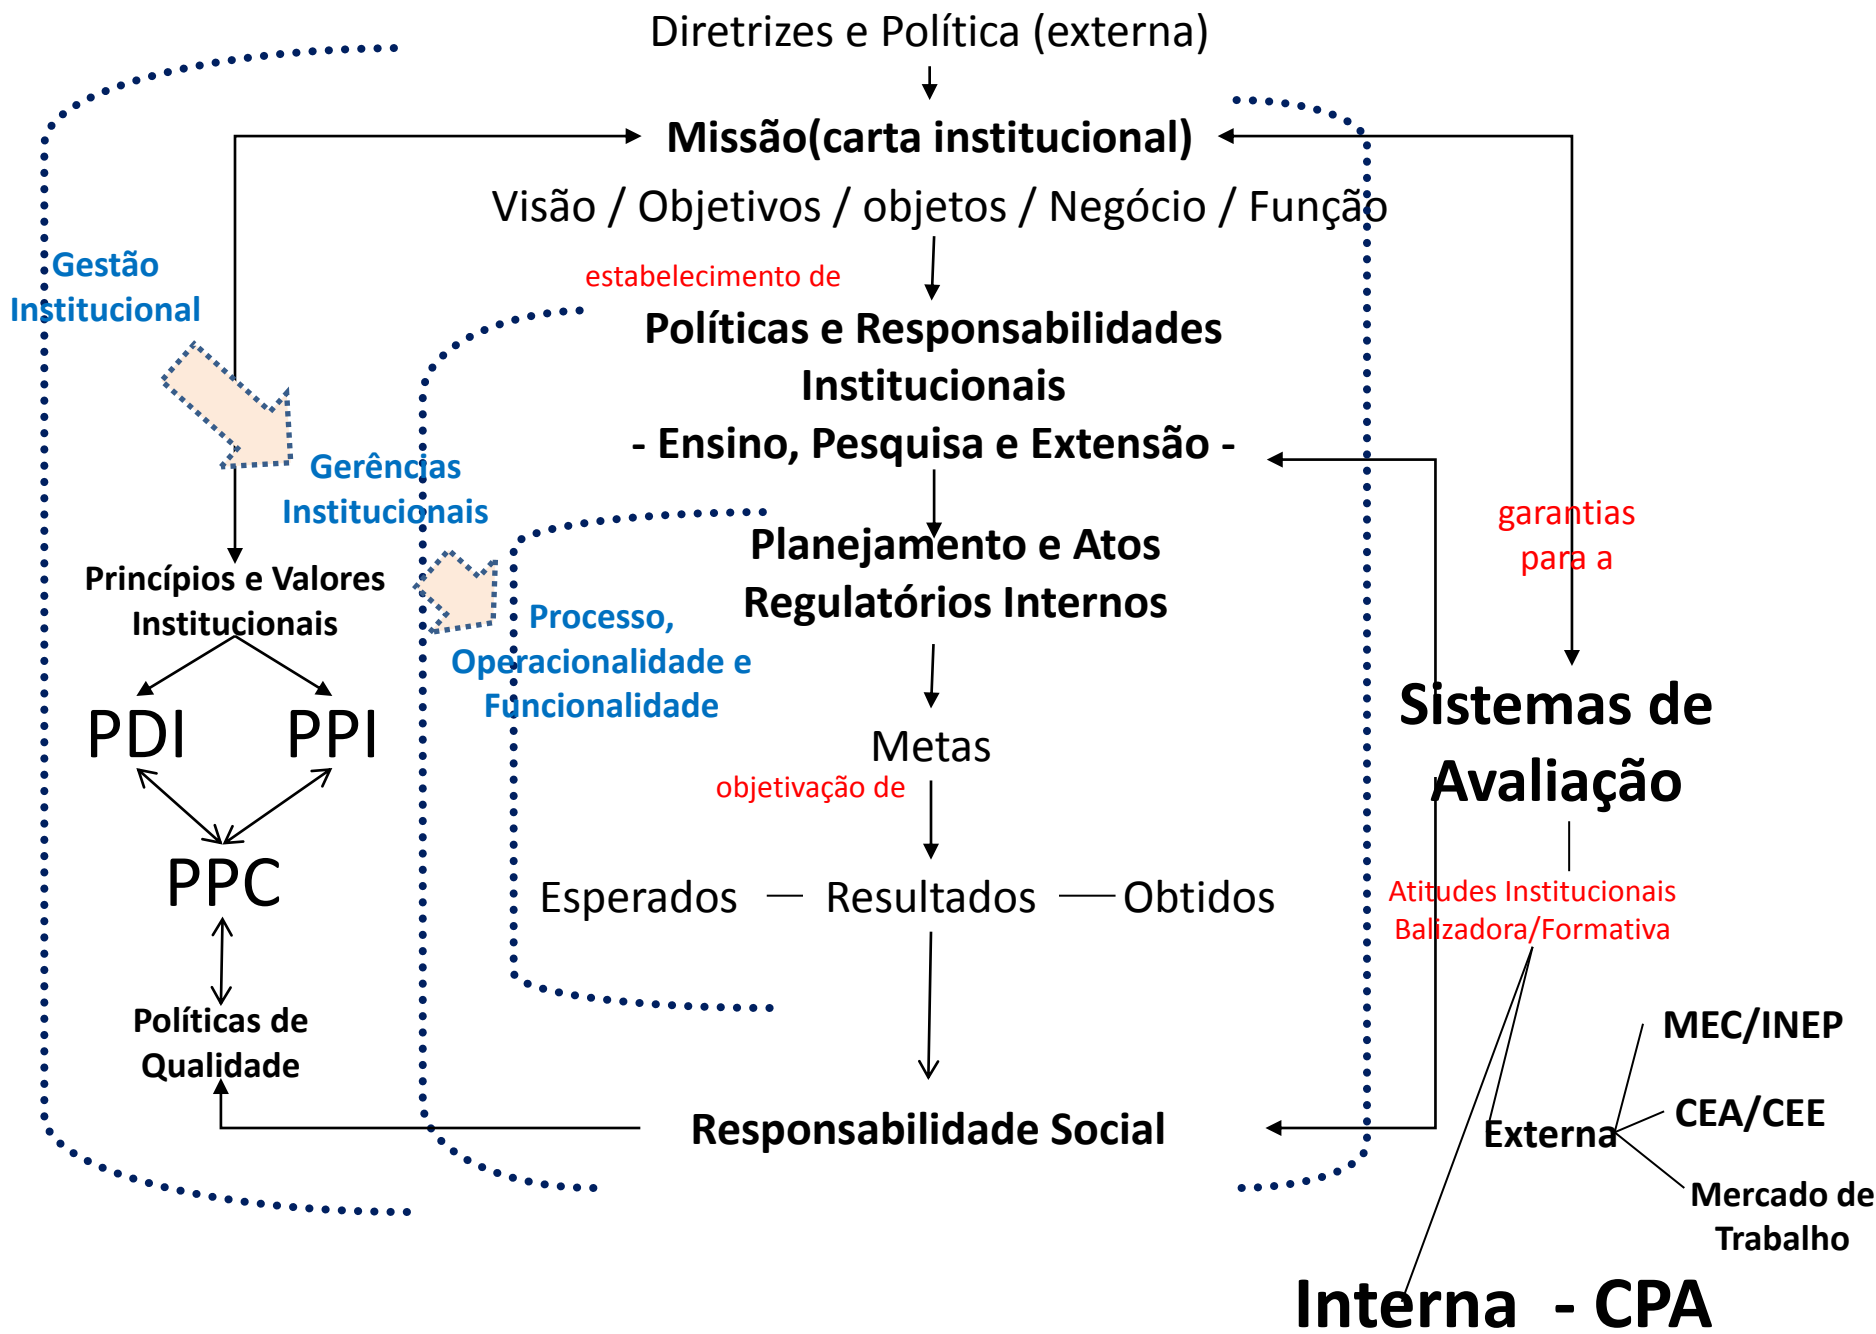 Diretrizes e Política (externa)
Missão(carta institucional)
Visão / Objetivos / objetos / Negócio / Função
Gestão
Institucional
estabelecimento de
Políticas e Responsabilidades
Institucionais
- Ensino, Pesquisa e Extensão -
Gerências
Institucionais
garantias
para a
Planejamento e Atos
Regulatórios Internos
Princípios e Valores
Institucionais
Processo,
Operacionalidade e
Funcionalidade
PDI PPI
Metas
objetivação de
Sistemas de
Avaliação
PPC
Esperados Resultados Obtidos
Atitudes Institucionais
Balizadora/Formativa
Políticas de
Qualidade
Responsabilidade Social
MEC/INEP
CEA/CEE
Externa
Mercado de
Trabalho
Interna - CPA